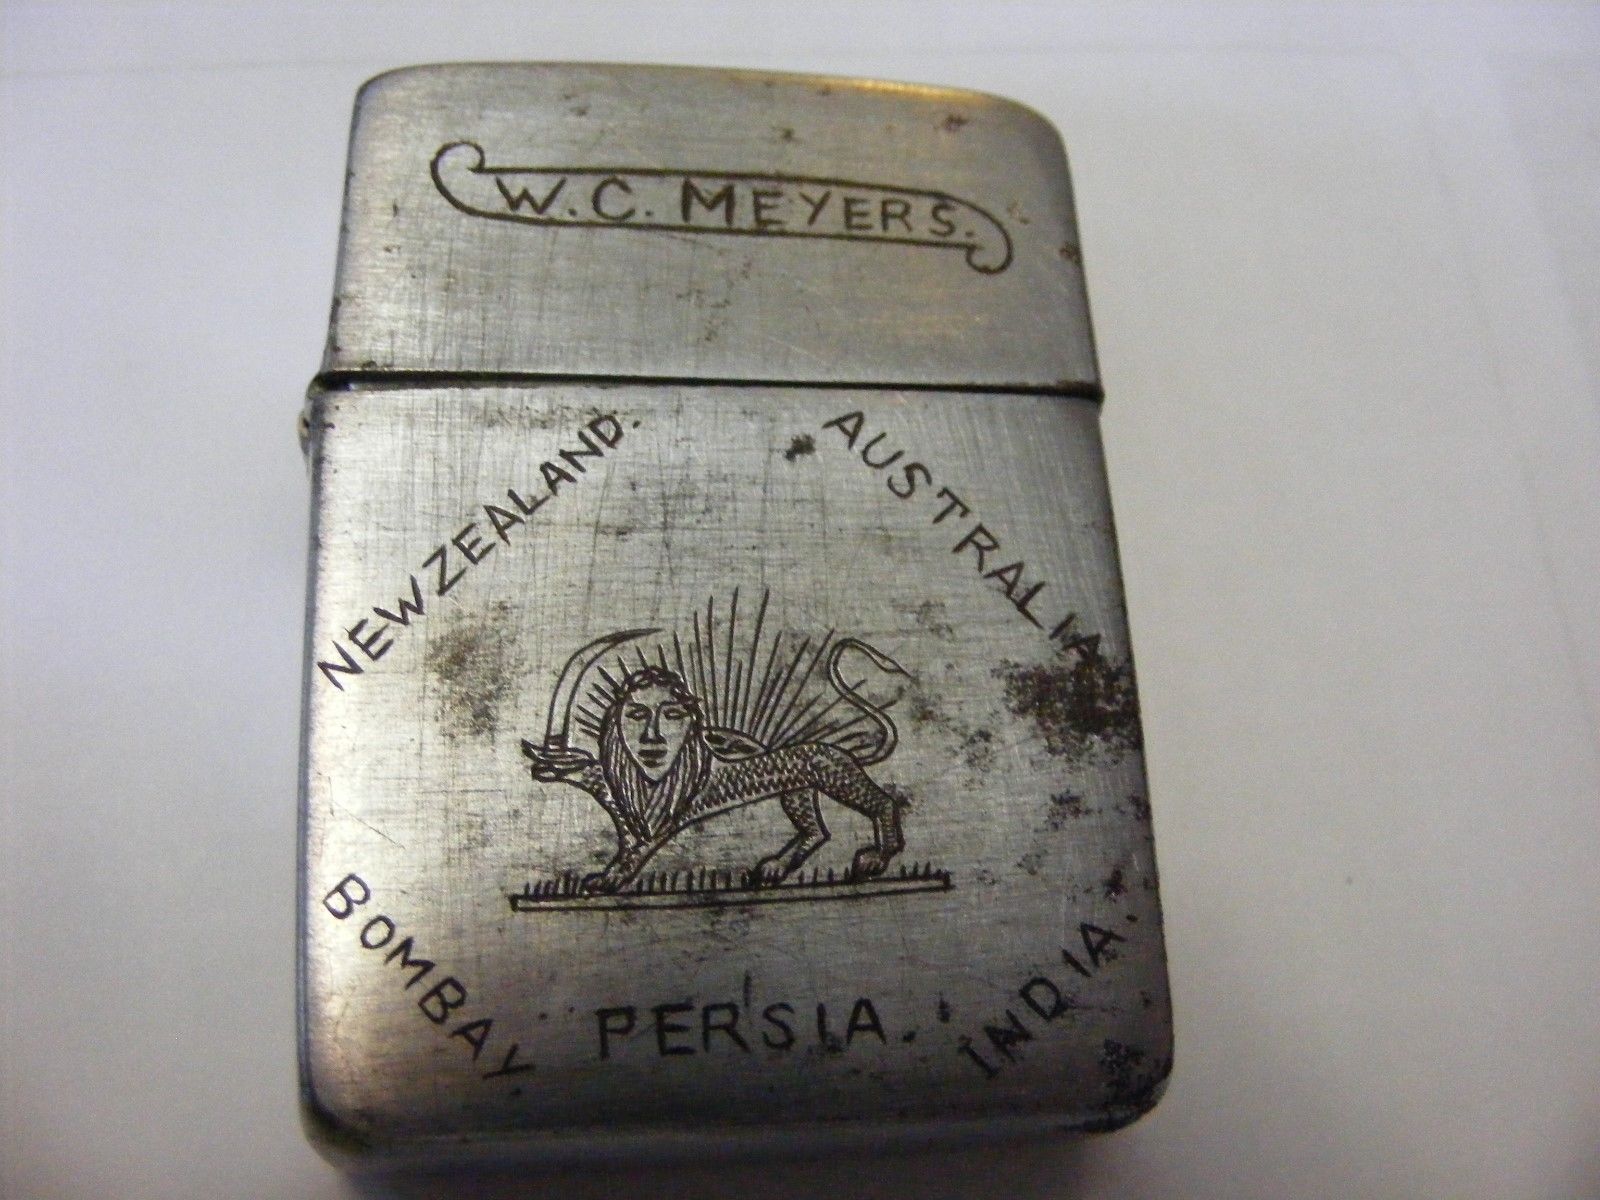 W. C. MEYERS.
NEWZEALAND.
AUSTRALIA
BOMBAY
PERSIA.
INDIA.